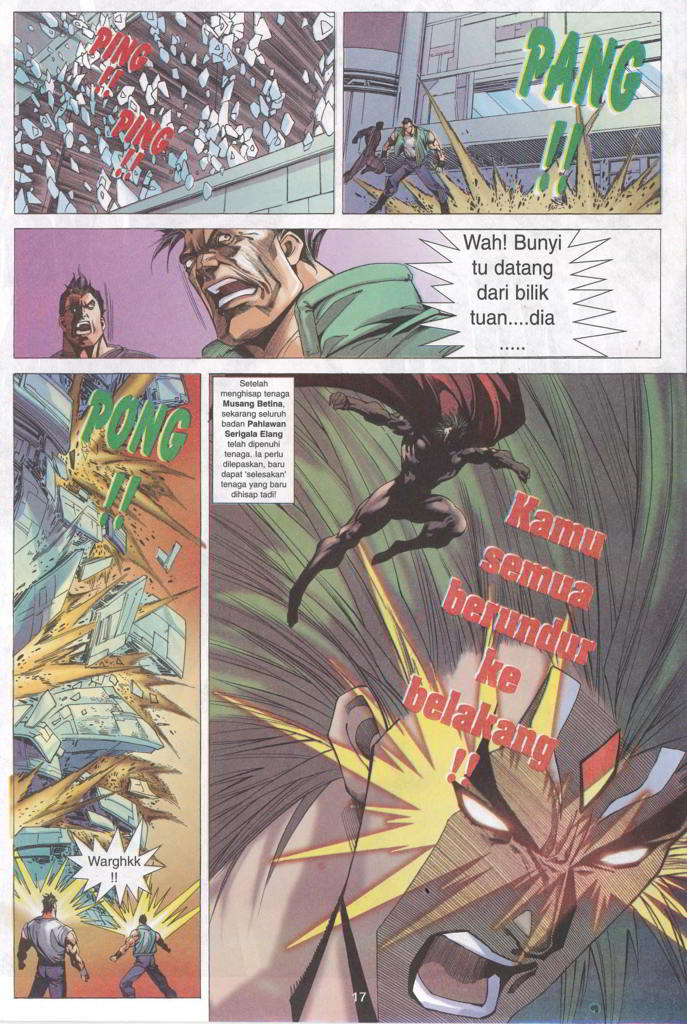 PING
!!
PING
!!
PANG
!!
Wah! Bunyi
tu datang
dari bilik
tuan....dia
.....
PONG
!!
Warghkk
!!
Setelah
menghisap tenaga
Musang Betina,
sekarang seluruh
badan Pahlawan
Serigala Elang
telah dipenuhi
tenaga. Ia perlu
dilepaskan, baru
dapat 'selesakan'
tenaga yang baru
dihisap tadi!
Kamu
semua
berundur
ke
belakang
!!
17